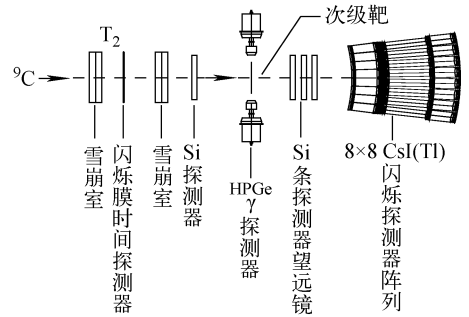 次级靶
T2
⁹C
雪崩室
闪烁膜时间探测器
雪崩室
Si探测器
HPGe γ探测器
Si条探测器望远镜
8×8 CsI(Tl)闪烁探测器阵列